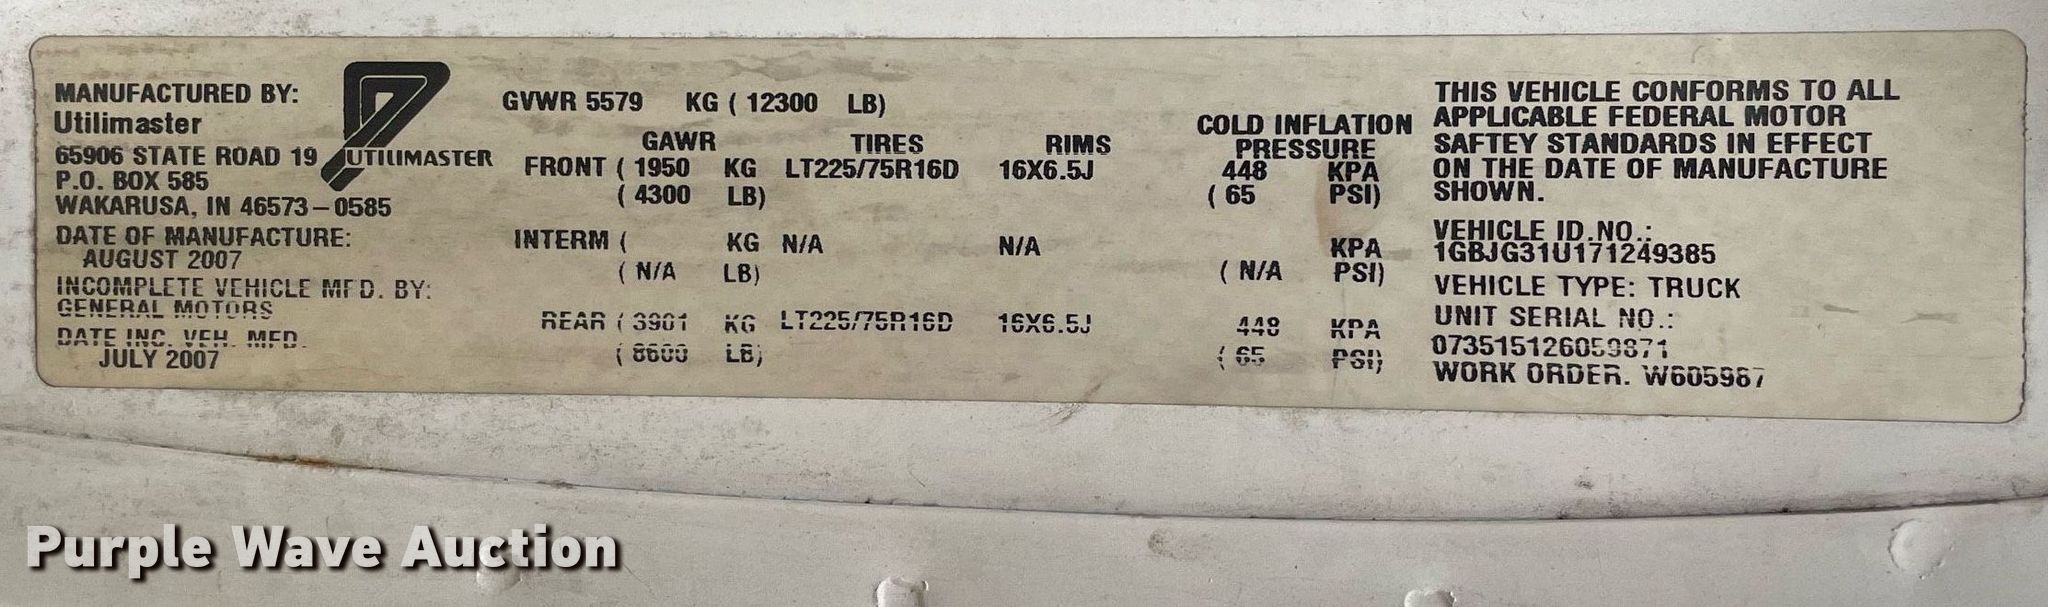 MANUFACTURED BY:
Utilimaster
65906 STATE ROAD 19
P.O. BOX 585
WAKARUSA, IN 46573-0585
UTILIMASTER
DATE OF MANUFACTURE:
AUGUST 2007
INCOMPLETE VEHICLE MFD. BY:
GENERAL MOTORS
DATE INC. VEH. MFD.
JULY 2007
GVWR 5579 KG ( 12300 LB)
GAWR TIRES RIMS COLD INFLATION PRESSURE
FRONT ( 1950 KG LT225/75R16D 16X6.5J 448 KPA
( 4300 LB) ( 65 PSI)
INTERM ( KG N/A N/A KPA
( N/A LB) ( N/A PSI)
REAR ( 3901 KG LT225/75R16D 16X6.5J 448 KPA
( 8600 LB) ( 65 PSI)
THIS VEHICLE CONFORMS TO ALL
APPLICABLE FEDERAL MOTOR
SAFTEY STANDARDS IN EFFECT
ON THE DATE OF MANUFACTURE
SHOWN.
VEHICLE ID.NO.:
1GBJG31U171249385
VEHICLE TYPE: TRUCK
UNIT SERIAL NO.:
073515126059871
WORK ORDER. W605987
Purple Wave Auction